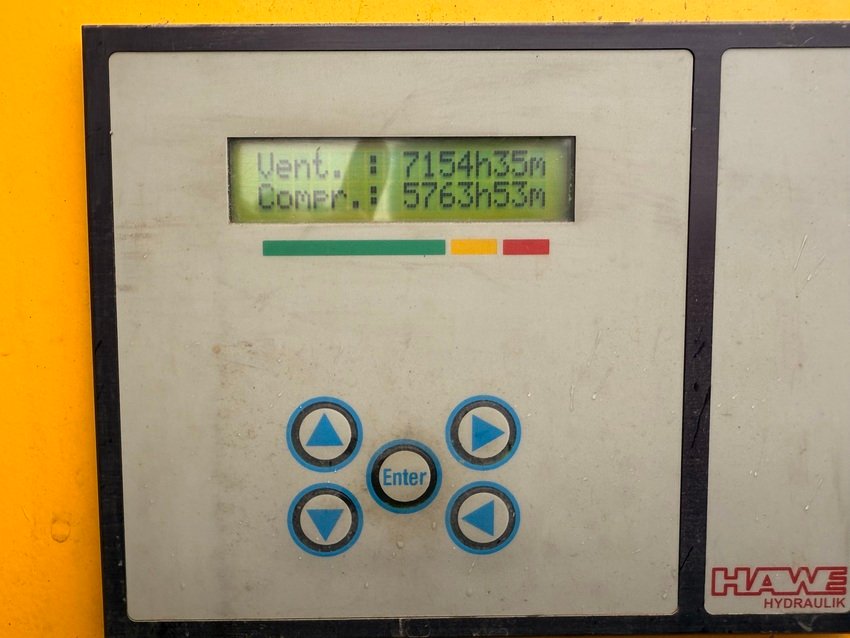 Vent. : 7154h35m
Compr.: 5763h53m
Enter
HAWE
HYDRAULIK